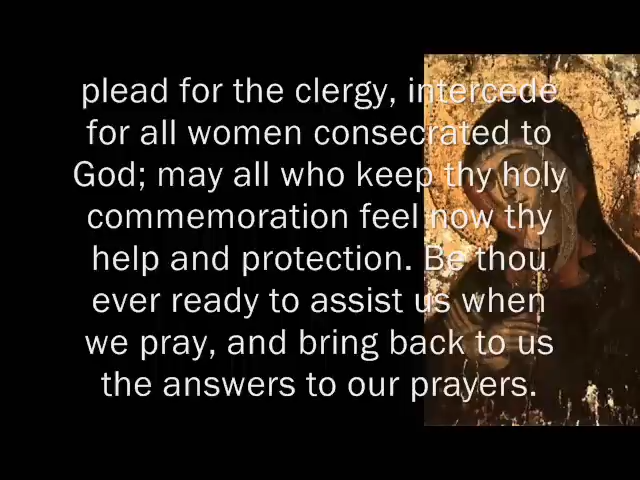 plead for the clergy, intercede
for all women consecrated to
God; may all who keep thy holy
commemoration feel now thy
help and protection. Be thou
ever ready to assist us when
we pray, and bring back to us
the answers to our prayers.